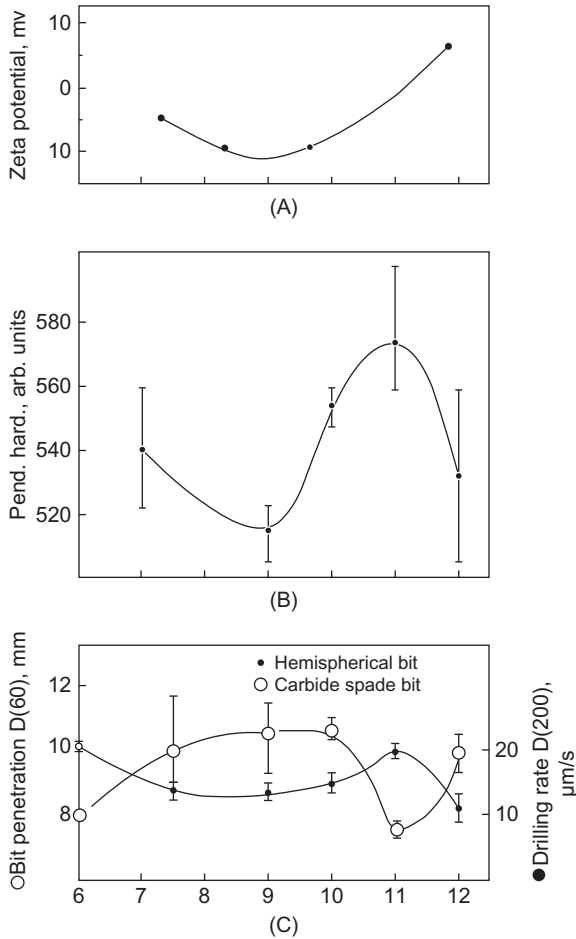 Zeta potential, mv
10
0
10
(A)
Pend. hard., arb. units
580
560
540
520
(B)
Bit penetration D(60), mm
12
10
8
Hemispherical bit
Carbide spade bit
20
10
Drilling rate D(200),
μm/s
6 7 8 9 10 11 12
(C)